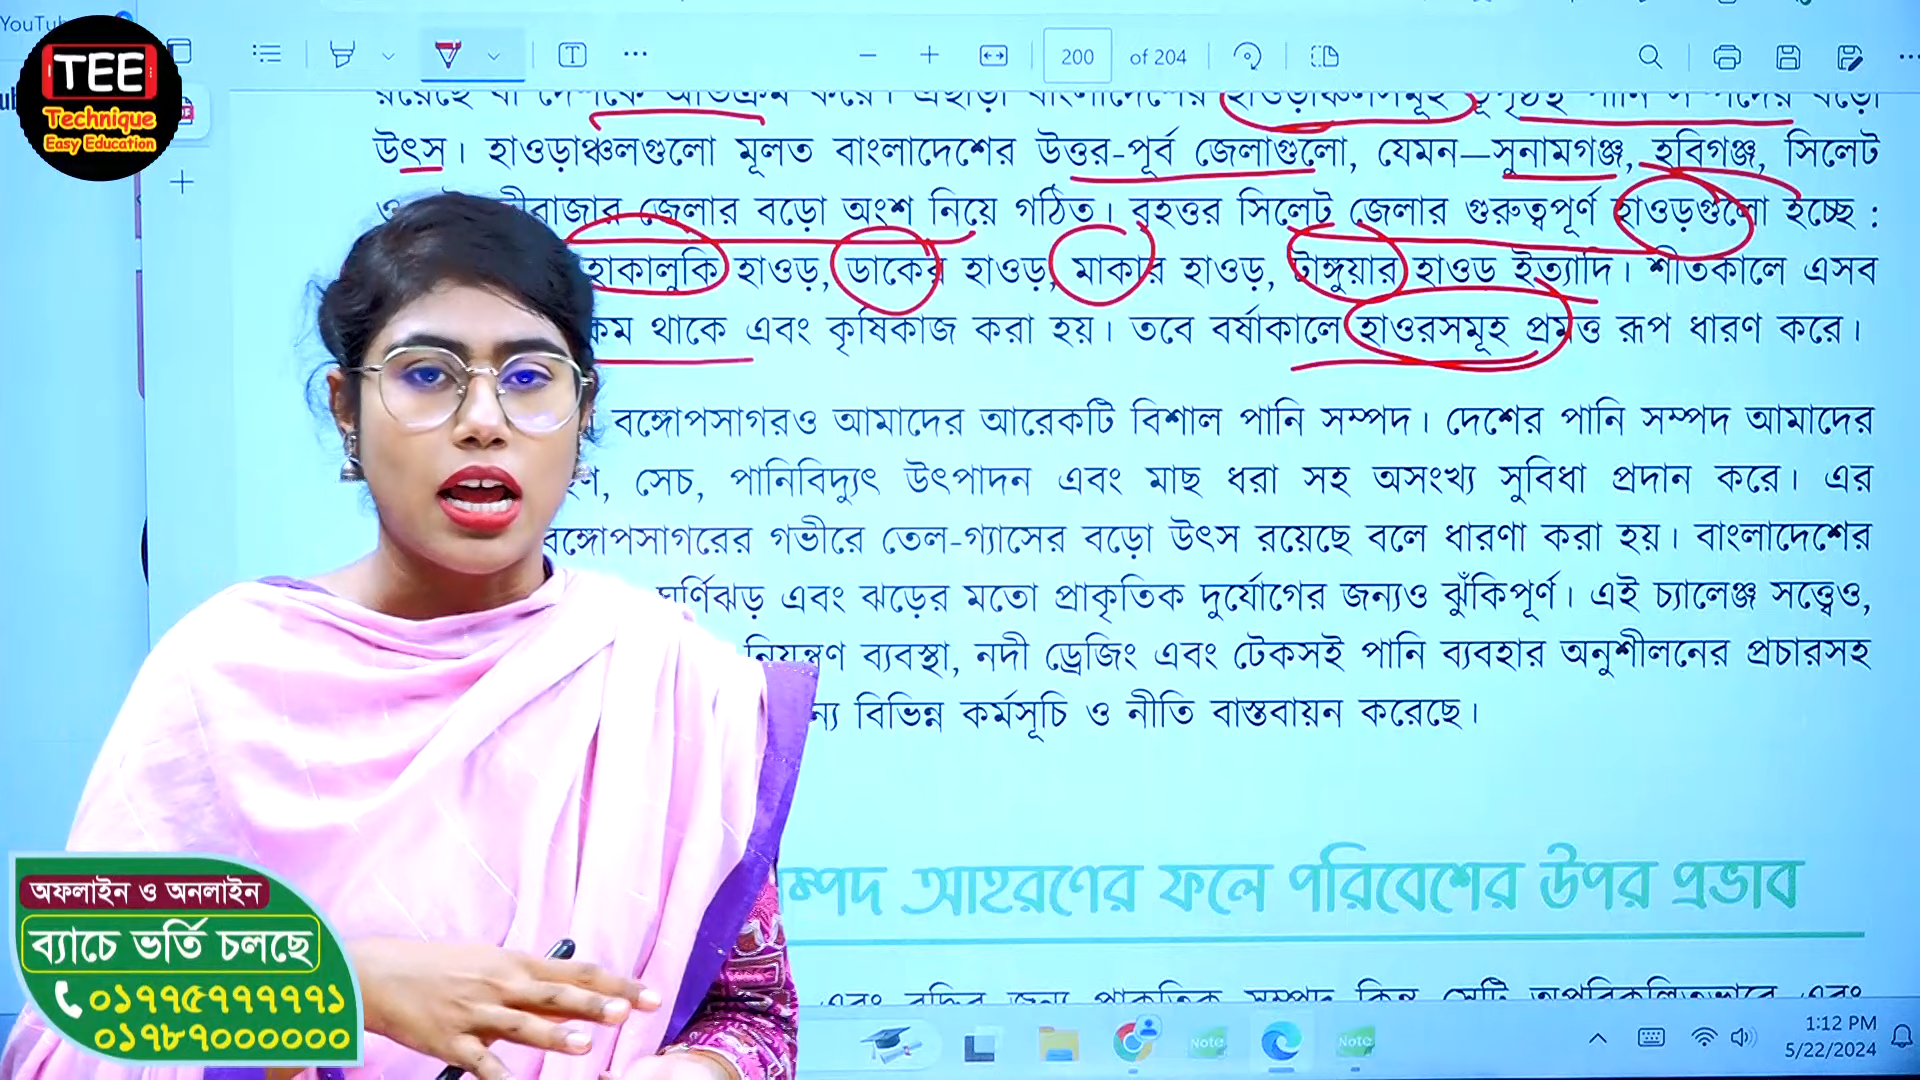 YouTu
TEE
Technique
Easy Education
200 of 204
উৎস। হাওড়াঞ্চলগুলো মূলত বাংলাদেশের উত্তর-পূর্ব জেলাগুলো, যেমন—সুনামগঞ্জ, হবিগঞ্জ, সিলেট
জেলার বড়ো অংশ নিয়ে গঠিত। বৃহত্তর সিলেট জেলার গুরুত্বপূর্ণ হাওড়গুলো হচ্ছে :
হাকালুকি হাওড়, ডাকের হাওড়, মাকার হাওড়, টাঙ্গুয়ার হাওড ইত্যাদি। শীতকালে এসব
কম থাকে এবং কৃষিকাজ করা হয়। তবে বর্ষাকালে হাওরসমূহ প্রমত্ত রূপ ধারণ করে।
বঙ্গোপসাগরও আমাদের আরেকটি বিশাল পানি সম্পদ। দেশের পানি সম্পদ আমাদের
সেচ, পানিবিদ্যুৎ উৎপাদন এবং মাছ ধরা সহ অসংখ্য সুবিধা প্রদান করে। এর
বঙ্গোপসাগরের গভীরে তেল-গ্যাসের বড়ো উৎস রয়েছে বলে ধারণা করা হয়। বাংলাদেশের
ঘূর্ণিঝড় এবং ঝড়ের মতো প্রাকৃতিক দুর্যোগের জন্যও ঝুঁকিপূর্ণ। এই চ্যালেঞ্জ সত্ত্বেও,
নিয়ন্ত্রণ ব্যবস্থা, নদী ড্রেজিং এবং টেকসই পানি ব্যবহার অনুশীলনের প্রচারসহ
বিভিন্ন কর্মসূচি ও নীতি বাস্তবায়ন করেছে।
ম্পদ আহরণের ফলে পরিবেশের উপর প্রভাব
অফলাইন ও অনলাইন
ব্যাচে ভর্তি চলছে
০১৭৭৫৭৭৭৭৭১
০১৭৮৭০০০০০০
Note
Note
1:12 PM
5/22/2024